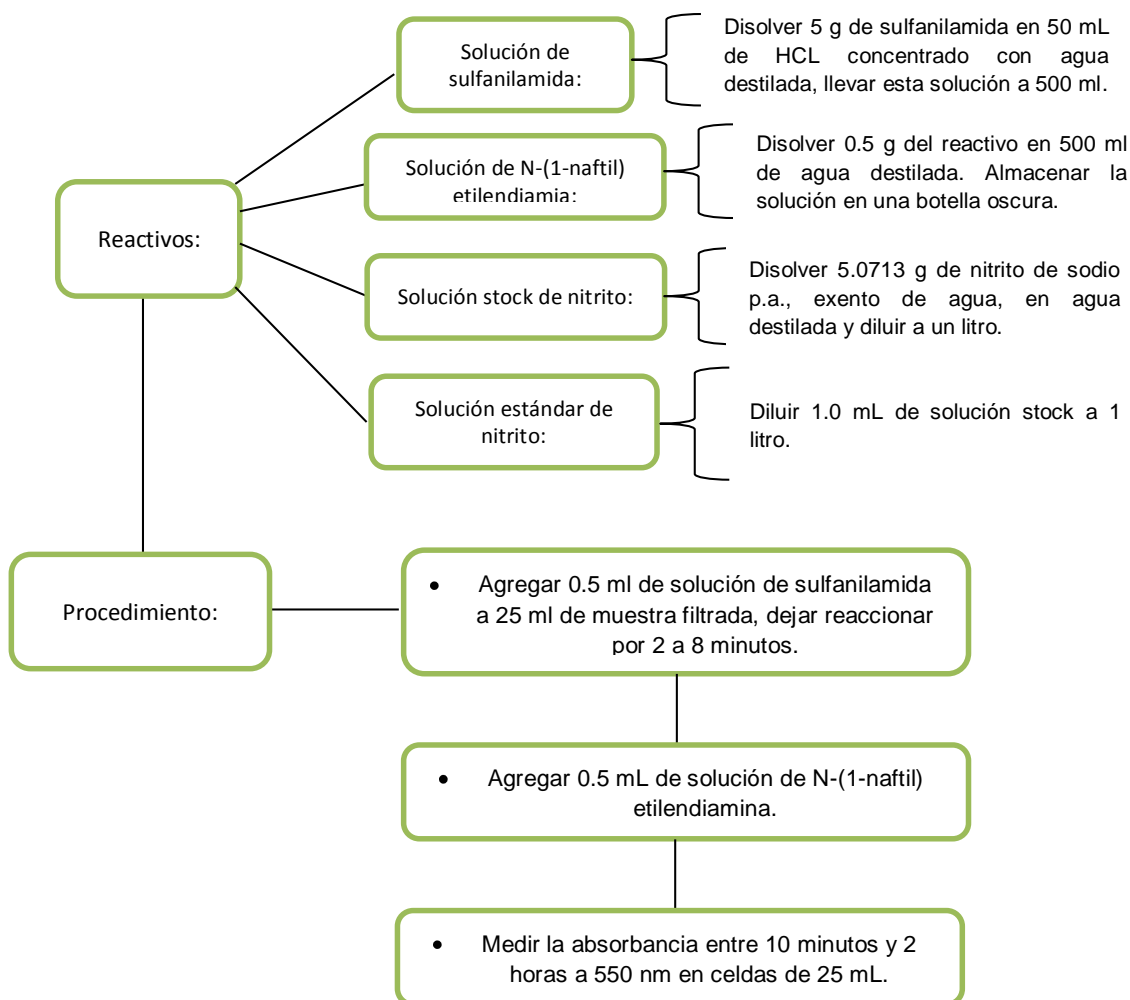 Reactivos:
Solución de
sulfanilamida:
Disolver 5 g de sulfanilamida en 50 mL
de HCL concentrado con agua
destilada, llevar esta solución a 500 ml.
Solución de N-(1-naftil)
etilendiamia:
Disolver 0.5 g del reactivo en 500 ml
de agua destilada. Almacenar la
solución en una botella oscura.
Solución stock de nitrito:
Disolver 5.0713 g de nitrito de sodio
p.a., exento de agua, en agua
destilada y diluir a un litro.
Solución estándar de
nitrito:
Diluir 1.0 mL de solución stock a 1
litro.
Procedimiento:
• Agregar 0.5 ml de solución de sulfanilamida
a 25 ml de muestra filtrada, dejar reaccionar
por 2 a 8 minutos.
• Agregar 0.5 mL de solución de N-(1-naftil)
etilendiamina.
• Medir la absorbancia entre 10 minutos y 2
horas a 550 nm en celdas de 25 mL.